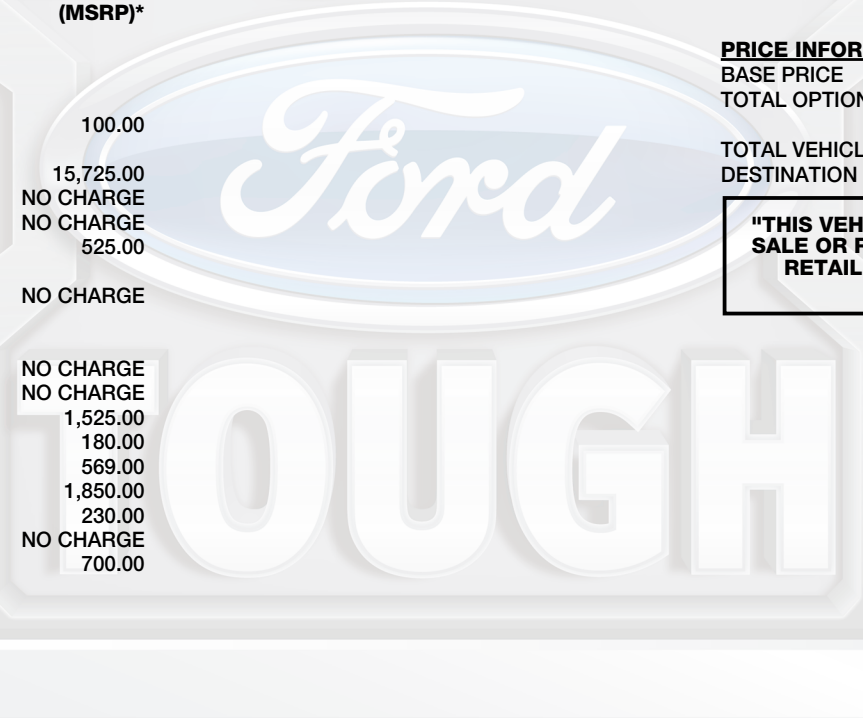 (MSRP)*
100.00
15,725.00
NO CHARGE
NO CHARGE
525.00
NO CHARGE
NO CHARGE
NO CHARGE
1,525.00
180.00
569.00
1,850.00
230.00
NO CHARGE
700.00
PRICE INFOR
BASE PRICE
TOTAL OPTION
TOTAL VEHICL
DESTINATION
"THIS VEH
SALE OR F
RETAIL
Ford
TOUGH